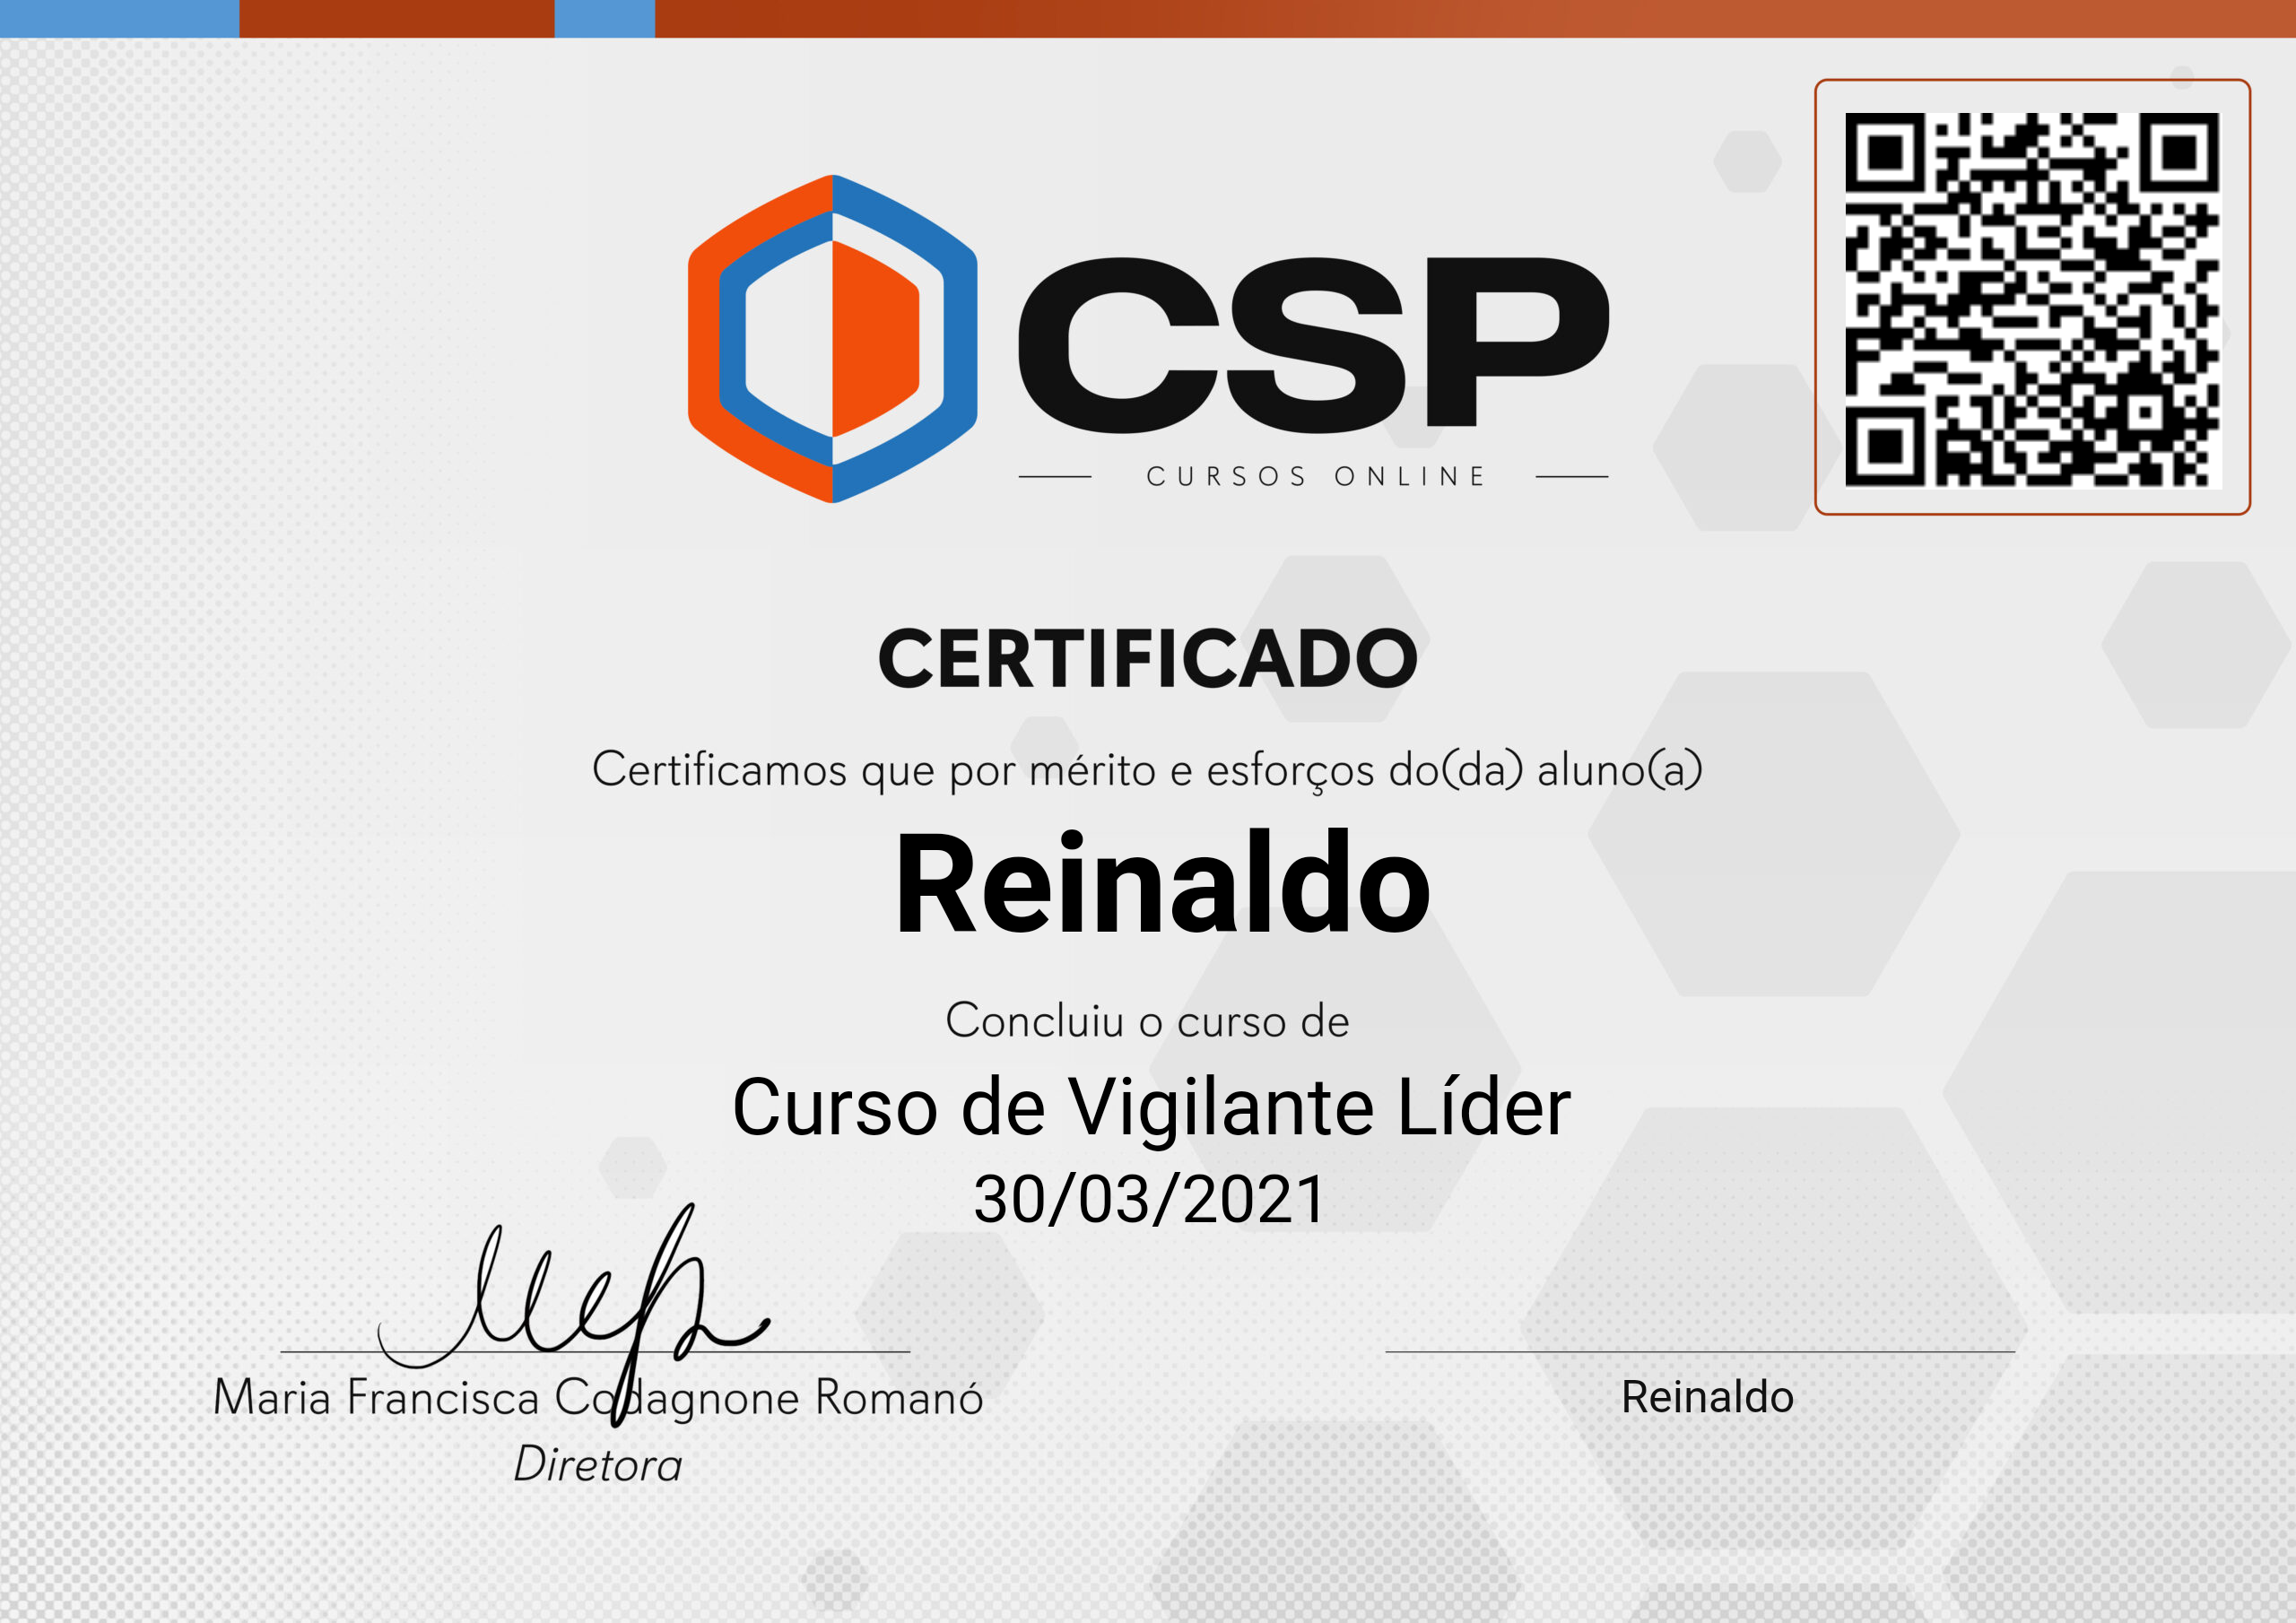 CSP
CURSOS ONLINE
CERTIFICADO
Certificamos que por mérito e esforços do(da) aluno(a)
Reinaldo
Concluiu o curso de
Curso de Vigilante Líder
30/03/2021
Maria Francisca Codagnone Romanó
Diretora
Reinaldo